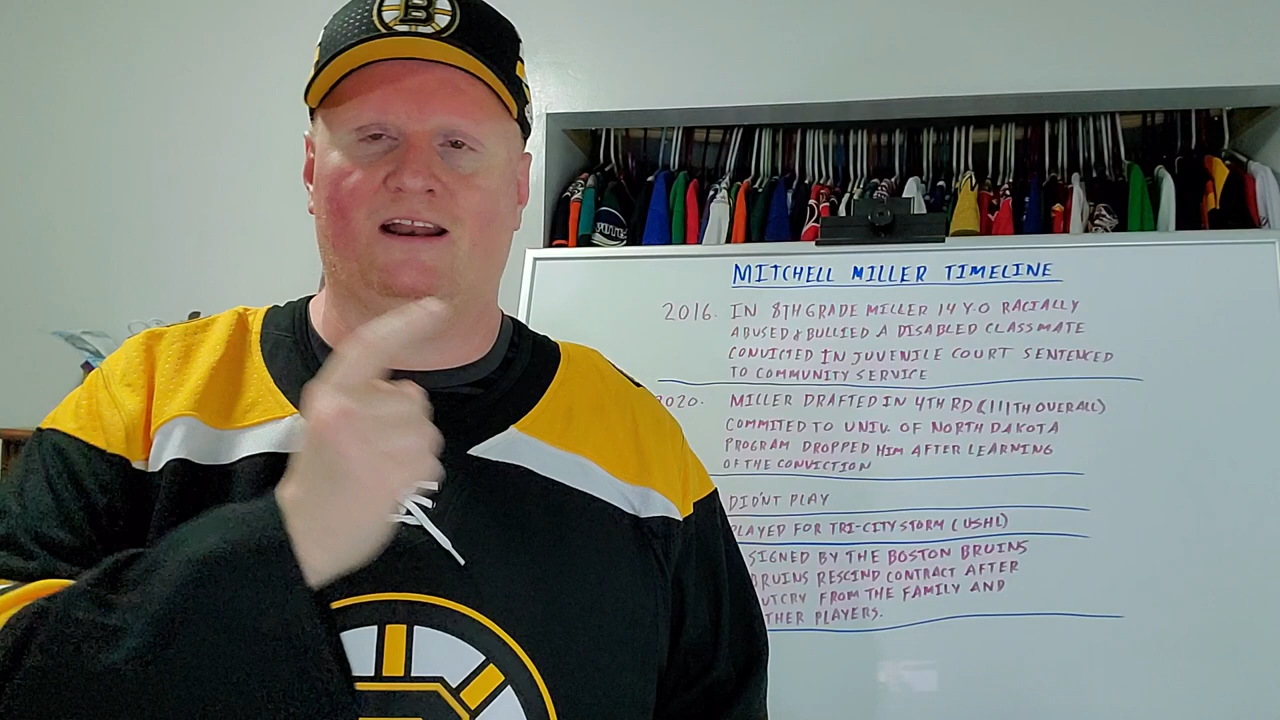 B
MITCHELL MILLER TIMELINE
2016. IN 8TH GRADE MILLER 14 Y.O RACIALLY
ABUSED & BULLIED A DISABLED CLASSMATE
CONVICTED IN JUVENILE COURT SENTENCED
TO COMMUNITY SERVICE
2020. MILLER DRAFTED IN 4TH RD (111TH OVERALL)
COMMITED TO UNIV. OF NORTH DAKOTA
PROGRAM DROPPED HIM AFTER LEARNING
OF THE CONVICTION
DIDN'T PLAY
PLAYED FOR TRI-CITY STORM (USHL)
SIGNED BY THE BOSTON BRUINS
BRUINS RESCIND CONTRACT AFTER
UTCRY FROM THE FAMILY AND
THER PLAYERS.